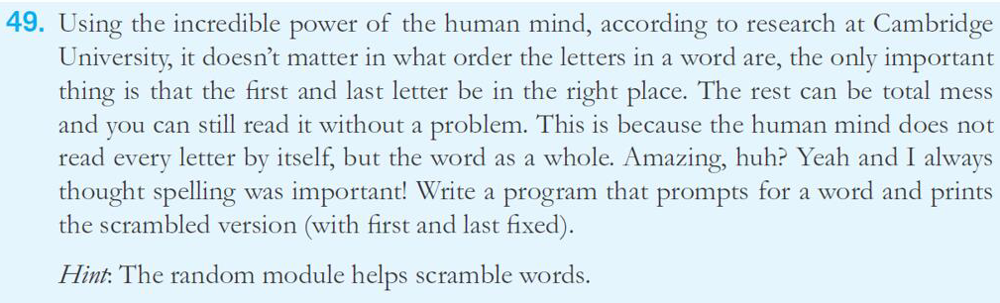 49. Using the incredible power of the human mind, according to research at Cambridge
University, it doesn't matter in what order the letters in a word are, the only important
thing is that the first and last letter be in the right place. The rest can be total mess
and you can still read it without a problem. This is because the human mind does not
read every letter by itself, but the word as a whole. Amazing, huh? Yeah and I always
thought spelling was important! Write a program that prompts for a word and prints
the scrambled version (with first and last fixed).
Hint: The random module helps scramble words.